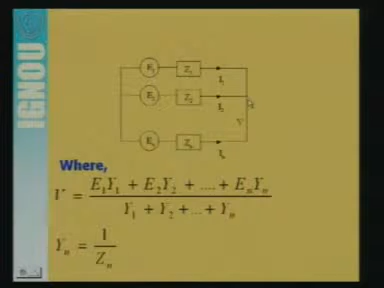 IGNOU
E₁ Z₁
I₁
E₂ Z₂
I₂
V
Eₙ Zₙ
Iₙ
Where,
V = (E₁Y₁ + E₂Y₂ + .... + EₙYₙ) / (Y₁ + Y₂ + ... + Yₙ)
Yₙ = 1 / Zₙ